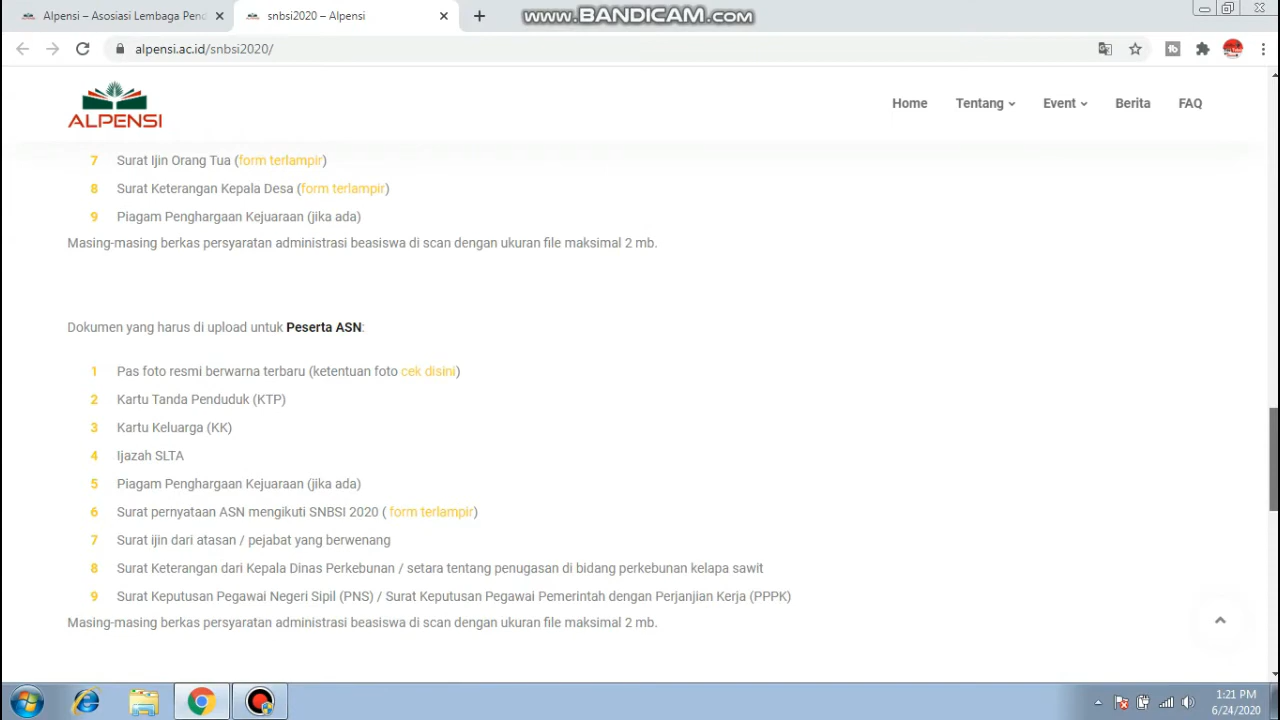 Alpensi – Asosiasi Lembaga Pend
snbsi2020 – Alpensi
www.BANDICAM.com
alpensi.ac.id/snbsi2020/
ALPENSI
Home
Tentang
Event
Berita
FAQ
7 Surat Ijin Orang Tua (form terlampir)
8 Surat Keterangan Kepala Desa (form terlampir)
9 Piagam Penghargaan Kejuaraan (jika ada)
Masing-masing berkas persyaratan administrasi beasiswa di scan dengan ukuran file maksimal 2 mb.
Dokumen yang harus di upload untuk Peserta ASN:
1 Pas foto resmi berwarna terbaru (ketentuan foto cek disini)
2 Kartu Tanda Penduduk (KTP)
3 Kartu Keluarga (KK)
4 Ijazah SLTA
5 Piagam Penghargaan Kejuaraan (jika ada)
6 Surat pernyataan ASN mengikuti SNBSI 2020 ( form terlampir)
7 Surat ijin dari atasan / pejabat yang berwenang
8 Surat Keterangan dari Kepala Dinas Perkebunan / setara tentang penugasan di bidang perkebunan kelapa sawit
9 Surat Keputusan Pegawai Negeri Sipil (PNS) / Surat Keputusan Pegawai Pemerintah dengan Perjanjian Kerja (PPPK)
Masing-masing berkas persyaratan administrasi beasiswa di scan dengan ukuran file maksimal 2 mb.
1:21 PM
6/24/2020